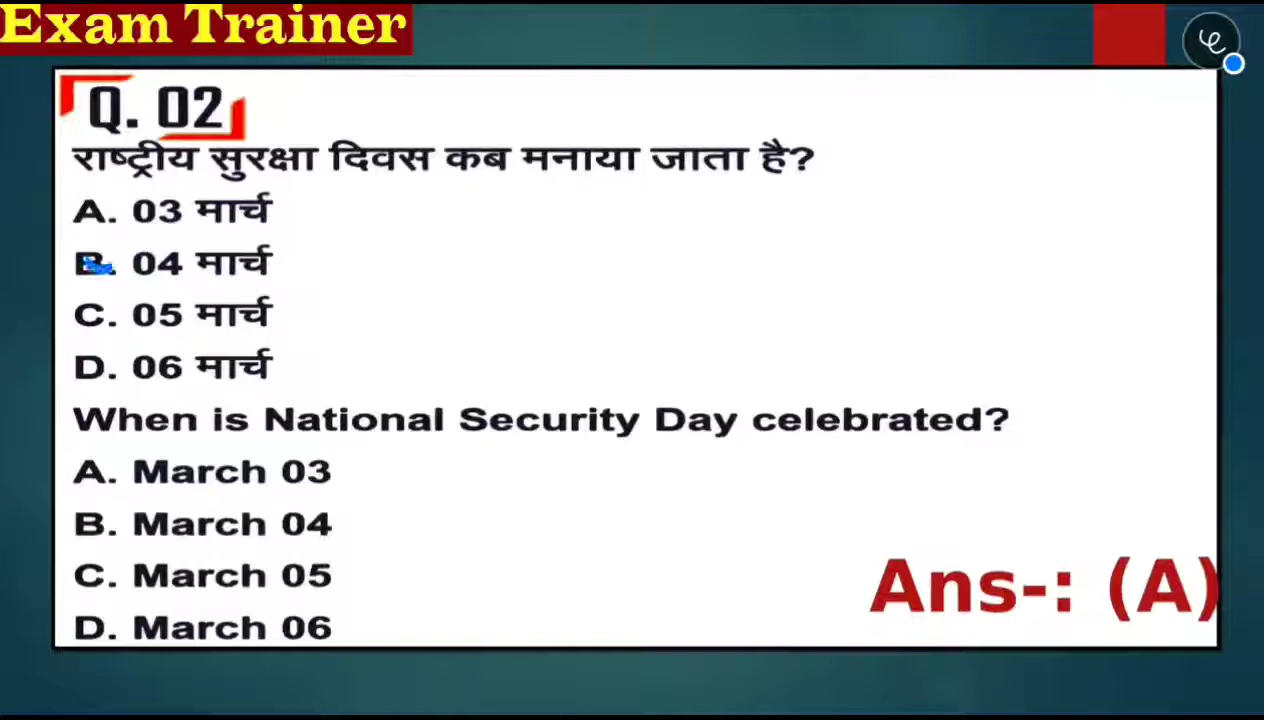 Exam Trainer
Q. 02
राष्ट्रीय सुरक्षा दिवस कब मनाया जाता है?
A. 03 मार्च
B. 04 मार्च
C. 05 मार्च
D. 06 मार्च
When is National Security Day celebrated?
A. March 03
B. March 04
C. March 05
D. March 06
Ans-: (A)